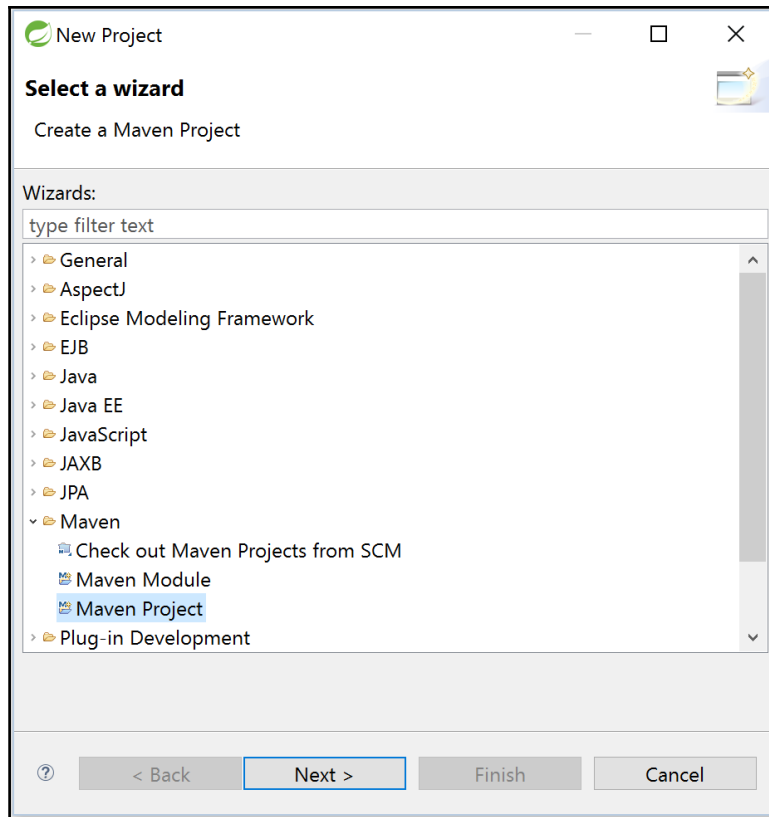 New Project
Select a wizard
Create a Maven Project
Wizards:
type filter text
General
AspectJ
Eclipse Modeling Framework
EJB
Java
Java EE
JavaScript
JAXB
JPA
Maven
Check out Maven Projects from SCM
Maven Module
Maven Project
Plug-in Development
? < Back Next > Finish Cancel